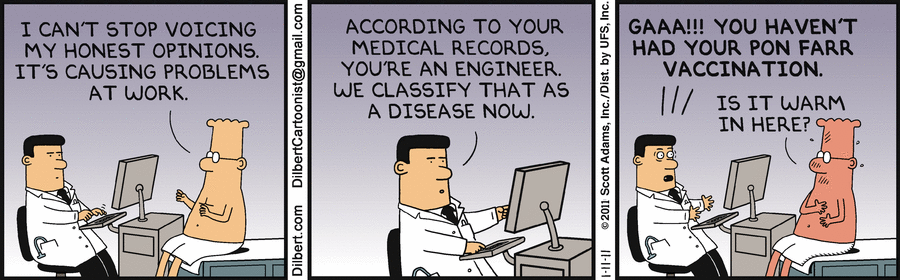 I CAN'T STOP VOICING
MY HONEST OPINIONS.
IT'S CAUSING PROBLEMS
AT WORK.
Dilbert.com DilbertCartoonist@gmail.com
ACCORDING TO YOUR
MEDICAL RECORDS,
YOU'RE AN ENGINEER.
WE CLASSIFY THAT AS
A DISEASE NOW.
1-11-11 © 2011 Scott Adams, Inc./Dist. by UFS, Inc.
GAAA!!! YOU HAVEN'T
HAD YOUR PON FARR
VACCINATION.
IS IT WARM
IN HERE?